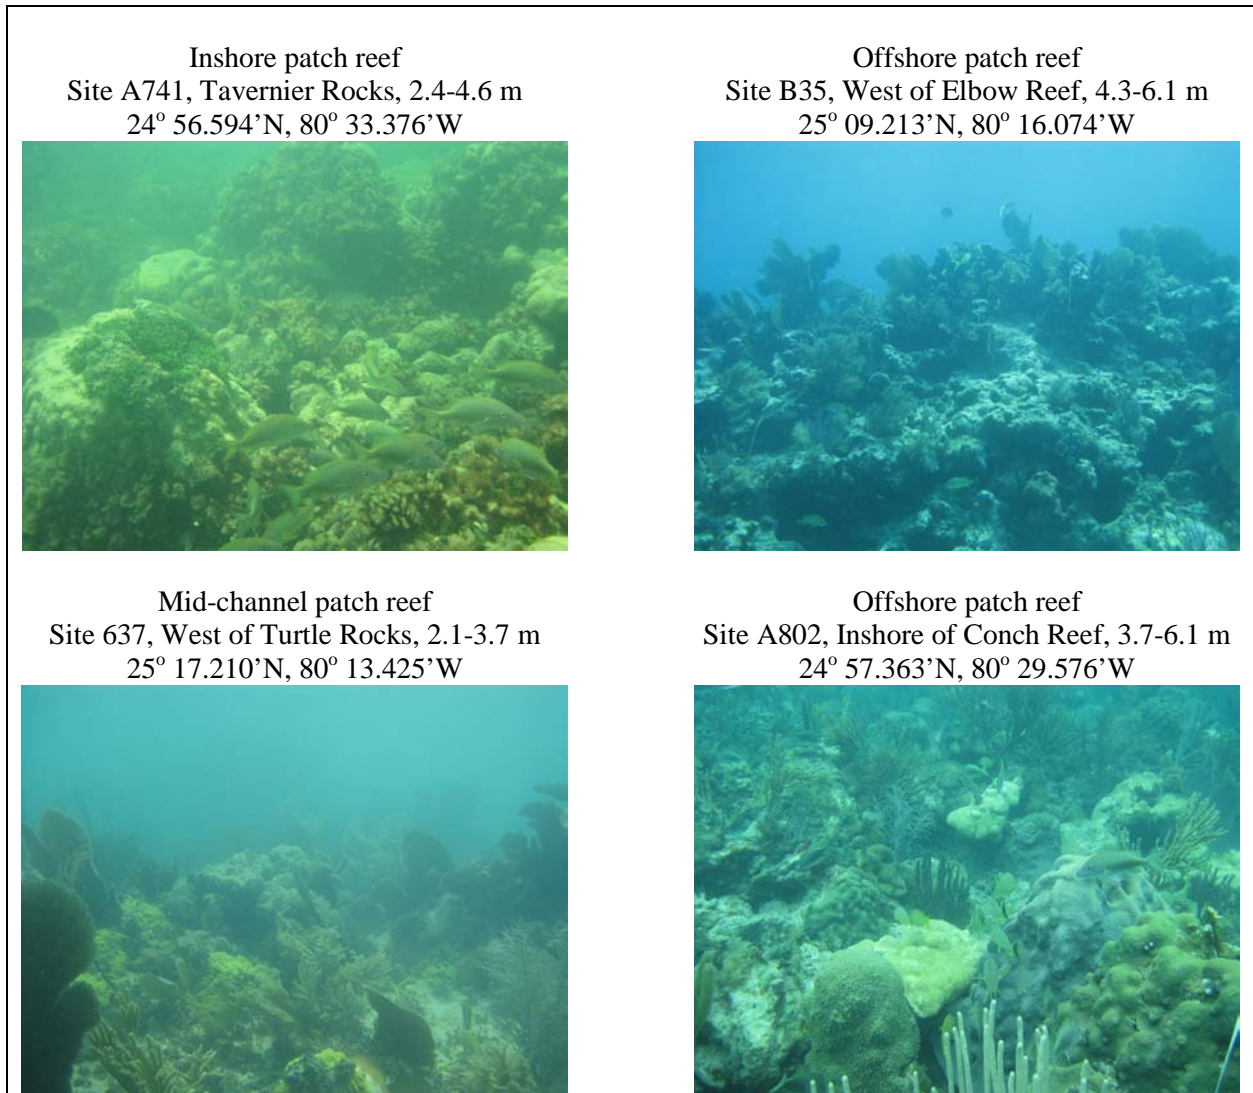 Inshore patch reef
Site A741, Tavernier Rocks, 2.4-4.6 m
24° 56.594’N, 80° 33.376’W
Offshore patch reef
Site B35, West of Elbow Reef, 4.3-6.1 m
25° 09.213’N, 80° 16.074’W
Mid-channel patch reef
Site 637, West of Turtle Rocks, 2.1-3.7 m
25° 17.210’N, 80° 13.425’W
Offshore patch reef
Site A802, Inshore of Conch Reef, 3.7-6.1 m
24° 57.363’N, 80° 29.576’W